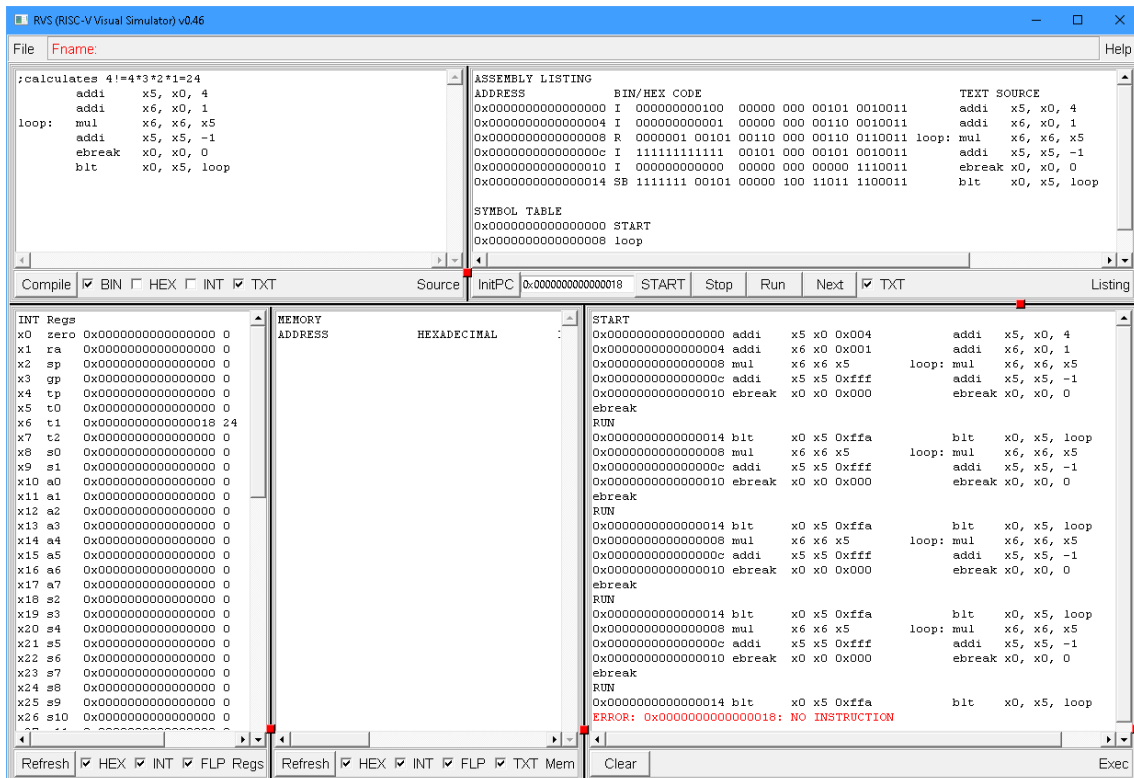 RVS (RISC-V Visual Simulator) v0.46
File Fname: Help
;calculates 4!=4*3*2*1=24
addi x5, x0, 4
addi x6, x0, 1
loop: mul x6, x6, x5
addi x5, x5, -1
ebreak x0, x0, 0
blt x0, x5, loop
Compile BIN HEX INT TXT Source
ASSEMBLY LISTING
ADDRESS BIN/HEX CODE TEXT SOURCE
0x0000000000000000 I 000000000100 00000 000 00101 0010011 addi x5, x0, 4
0x0000000000000004 I 000000000001 00000 000 00110 0010011 addi x6, x0, 1
0x0000000000000008 R 0000001 00101 00110 000 00110 0110011 loop: mul x6, x6, x5
0x000000000000000c I 111111111111 00101 000 00101 0010011 addi x5, x5, -1
0x0000000000000010 I 000000000000 00000 000 00000 1110011 ebreak x0, x0, 0
0x0000000000000014 SB 1111111 00101 00000 100 11011 1100011 blt x0, x5, loop
SYMBOL TABLE
0x0000000000000000 START
0x0000000000000008 loop
InitPC 0x0000000000000018 START Stop Run Next TXT Listing
INT Regs
x0 zero 0x0000000000000000 0
x1 ra 0x0000000000000000 0
x2 sp 0x0000000000000000 0
x3 gp 0x0000000000000000 0
x4 tp 0x0000000000000000 0
x5 t0 0x0000000000000000 0
x6 t1 0x0000000000000018 24
x7 t2 0x0000000000000000 0
x8 s0 0x0000000000000000 0
x9 s1 0x0000000000000000 0
x10 a0 0x0000000000000000 0
x11 a1 0x0000000000000000 0
x12 a2 0x0000000000000000 0
x13 a3 0x0000000000000000 0
x14 a4 0x0000000000000000 0
x15 a5 0x0000000000000000 0
x16 a6 0x0000000000000000 0
x17 a7 0x0000000000000000 0
x18 s2 0x0000000000000000 0
x19 s3 0x0000000000000000 0
x20 s4 0x0000000000000000 0
x21 s5 0x0000000000000000 0
x22 s6 0x0000000000000000 0
x23 s7 0x0000000000000000 0
x24 s8 0x0000000000000000 0
x25 s9 0x0000000000000000 0
x26 s10 0x0000000000000000 0
Refresh HEX INT FLP Regs
MEMORY
ADDRESS HEXADECIMAL
Refresh HEX INT FLP TXT Mem
START
0x0000000000000000 addi x5 x0 0x004 addi x5, x0, 4
0x0000000000000004 addi x6 x0 0x001 addi x6, x0, 1
0x0000000000000008 mul x6 x6 x5 loop: mul x6, x6, x5
0x000000000000000c addi x5 x5 0xfff addi x5, x5, -1
0x0000000000000010 ebreak x0 x0 0x000 ebreak x0, x0, 0
ebreak
RUN
0x0000000000000014 blt x0 x5 0xffa blt x0, x5, loop
0x0000000000000008 mul x6 x6 x5 loop: mul x6, x6, x5
0x000000000000000c addi x5 x5 0xfff addi x5, x5, -1
0x0000000000000010 ebreak x0 x0 0x000 ebreak x0, x0, 0
ebreak
RUN
0x0000000000000014 blt x0 x5 0xffa blt x0, x5, loop
0x0000000000000008 mul x6 x6 x5 loop: mul x6, x6, x5
0x000000000000000c addi x5 x5 0xfff addi x5, x5, -1
0x0000000000000010 ebreak x0 x0 0x000 ebreak x0, x0, 0
ebreak
RUN
0x0000000000000014 blt x0 x5 0xffa blt x0, x5, loop
0x0000000000000008 mul x6 x6 x5 loop: mul x6, x6, x5
0x000000000000000c addi x5 x5 0xfff addi x5, x5, -1
0x0000000000000010 ebreak x0 x0 0x000 ebreak x0, x0, 0
ebreak
RUN
0x0000000000000014 blt x0 x5 0xffa blt x0, x5, loop
ERROR: 0x0000000000000018: NO INSTRUCTION
Clear Exec